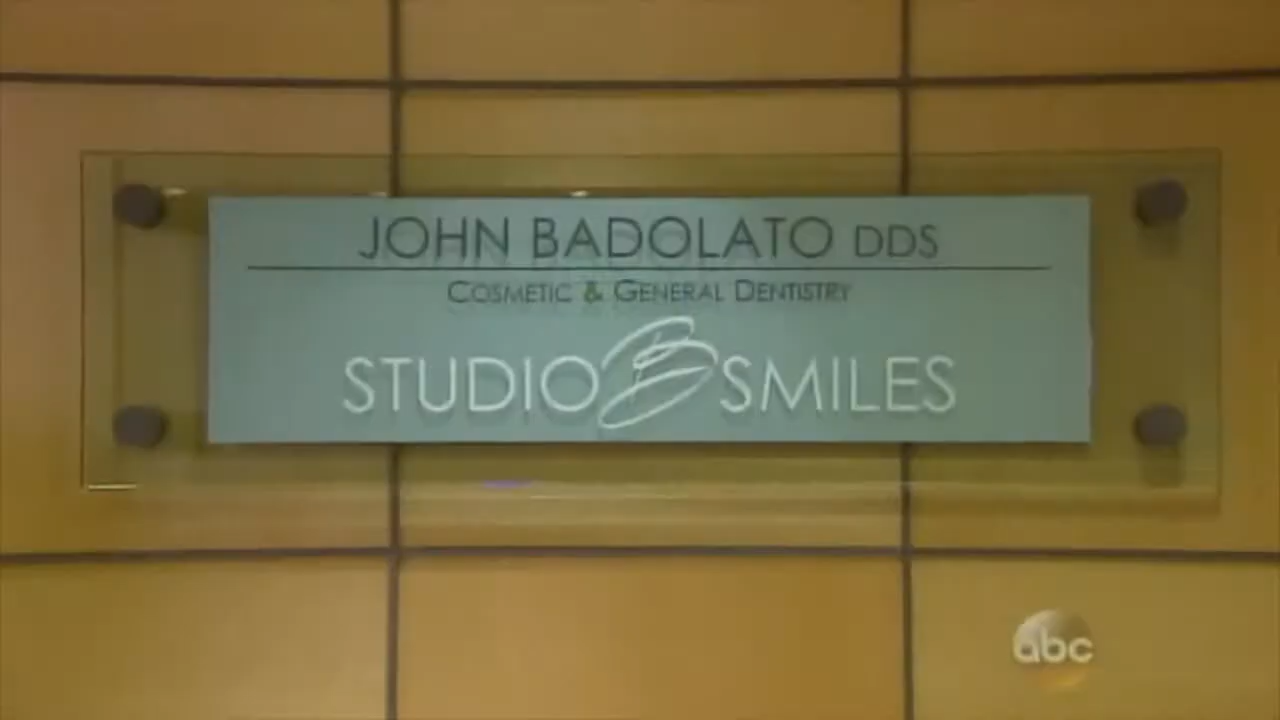 JOHN BADOLATO DDS
COSMETIC & GENERAL DENTISTRY
STUDIO B SMILES
abc